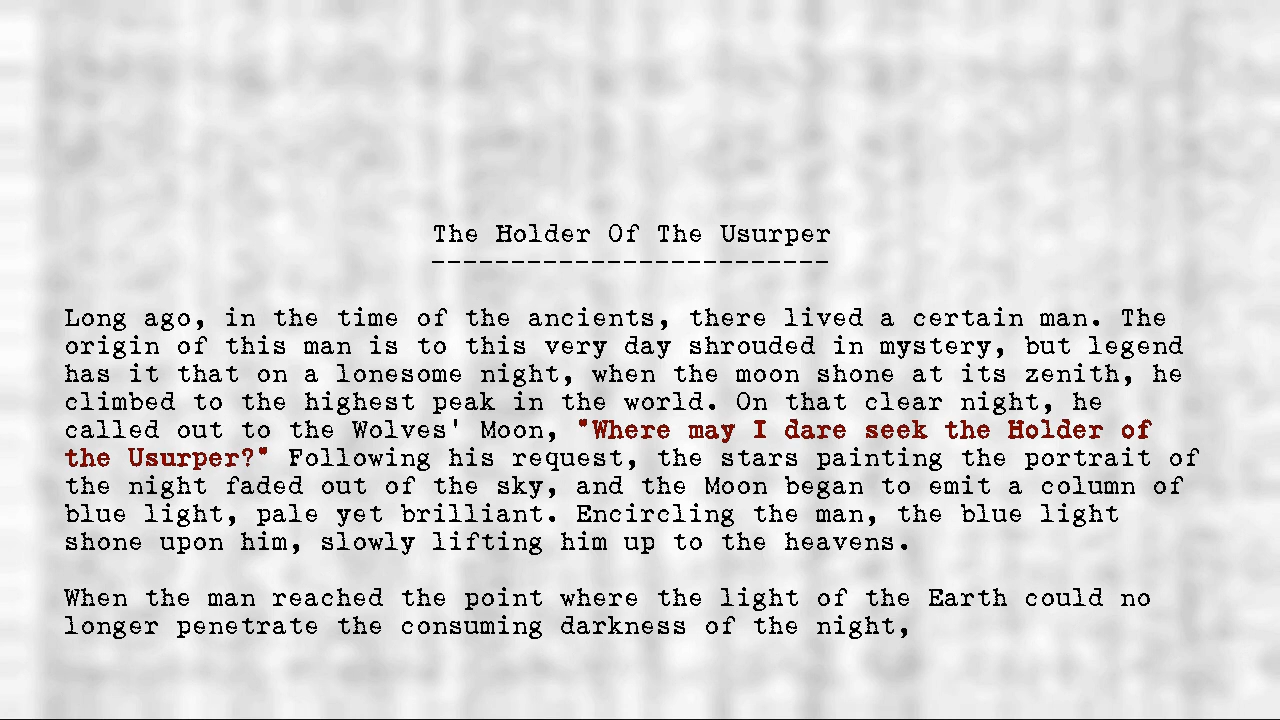 The Holder Of The Usurper
-------------------------
Long ago, in the time of the ancients, there lived a certain man. The
origin of this man is to this very day shrouded in mystery, but legend
has it that on a lonesome night, when the moon shone at its zenith, he
climbed to the highest peak in the world. On that clear night, he
called out to the Wolves' Moon, "Where may I dare seek the Holder of
the Usurper?" Following his request, the stars painting the portrait of
the night faded out of the sky, and the Moon began to emit a column of
blue light, pale yet brilliant. Encircling the man, the blue light
shone upon him, slowly lifting him up to the heavens.
When the man reached the point where the light of the Earth could no
longer penetrate the consuming darkness of the night,